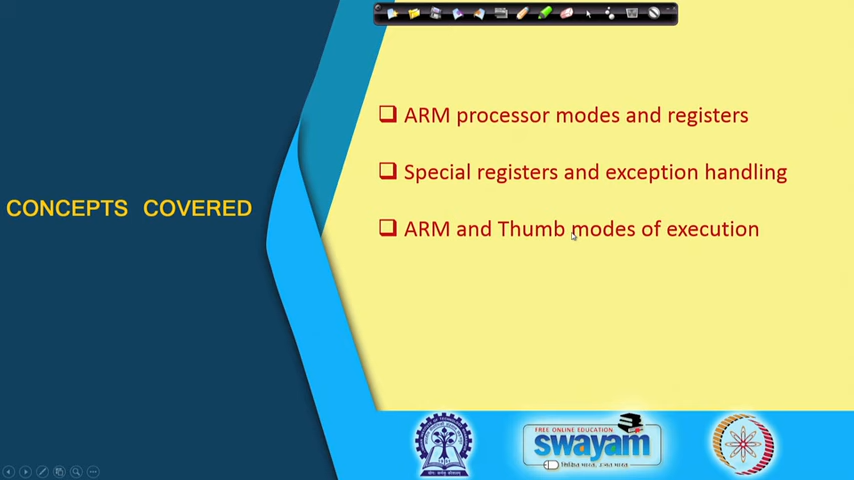 ARM processor modes and registers
Special registers and exception handling
CONCEPTS COVERED
ARM and Thumb modes of execution
FREE ONLINE EDUCATION
swayam